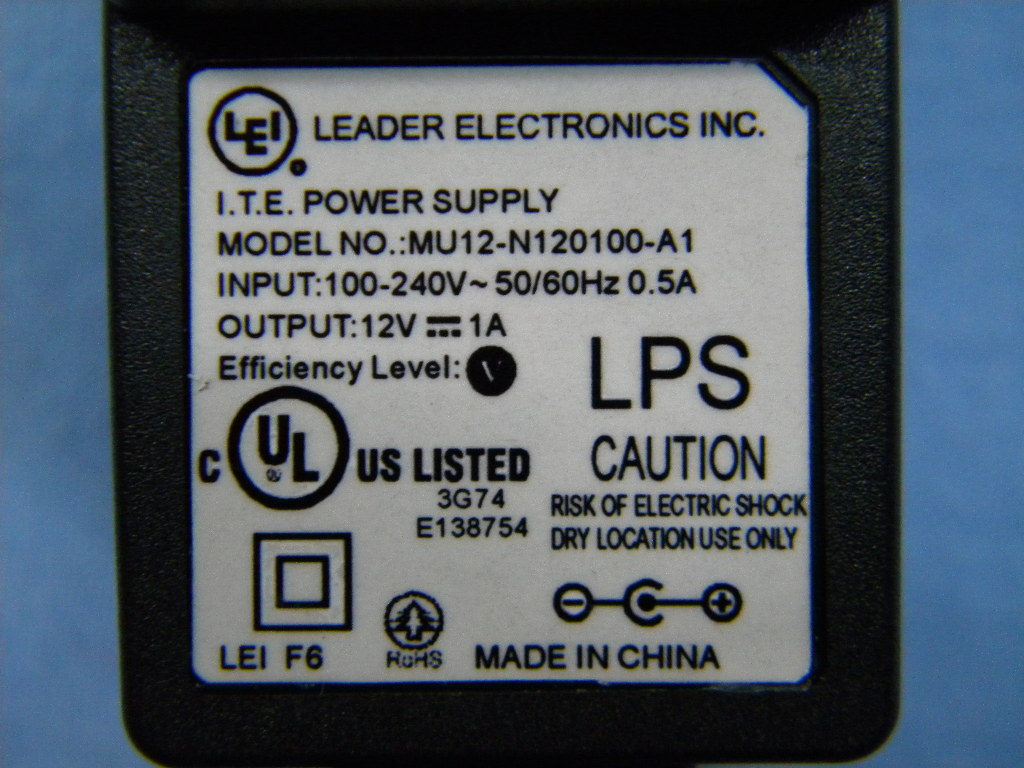 LEI
LEADER ELECTRONICS INC.
I.T.E. POWER SUPPLY
MODEL NO.:MU12-N120100-A1
INPUT:100-240V~ 50/60Hz 0.5A
OUTPUT:12V ⎓ 1A
Efficiency Level: V
LPS
C UL® US LISTED
3G74
E138754
CAUTION
RISK OF ELECTRIC SHOCK
DRY LOCATION USE ONLY
LEI F6
RoHS
MADE IN CHINA